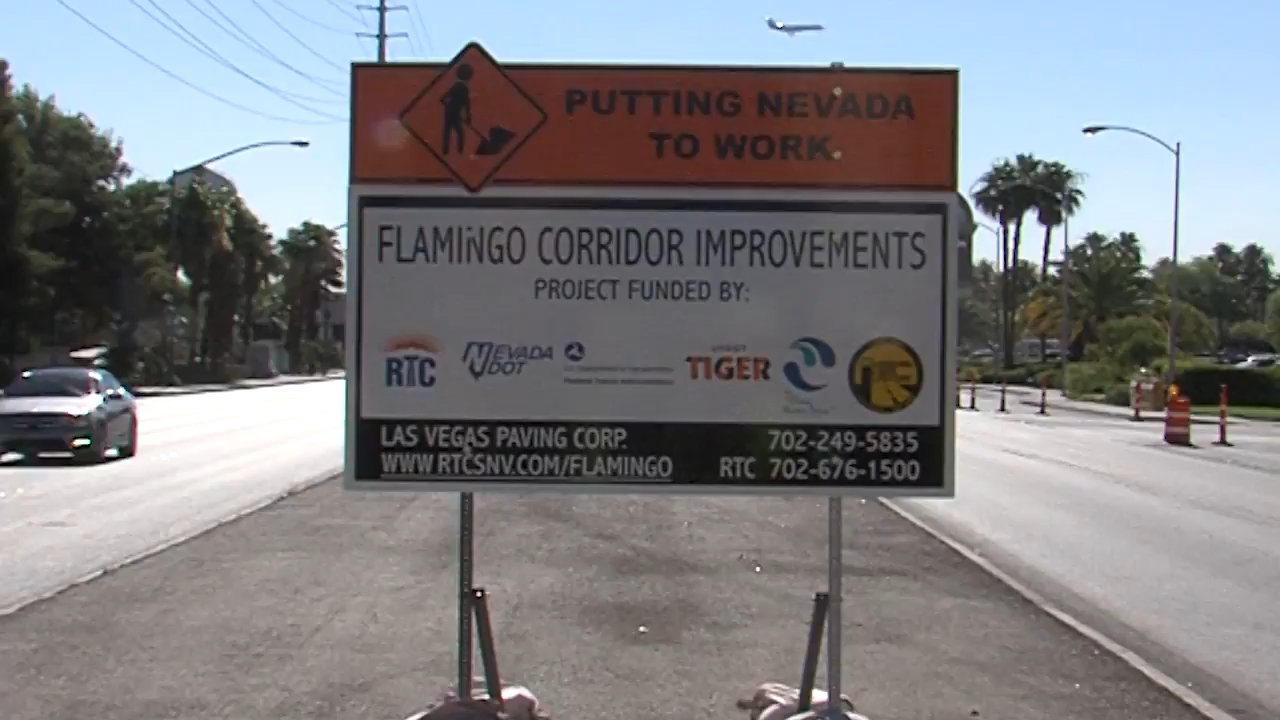 PUTTING NEVADA
TO WORK
FLAMINGO CORRIDOR IMPROVEMENTS
PROJECT FUNDED BY:
RTC
NEVADA
DOT
TIGER
LAS VEGAS PAVING CORP. 702-249-5835
WWW.RTCSNV.COM/FLAMINGO RTC 702-676-1500